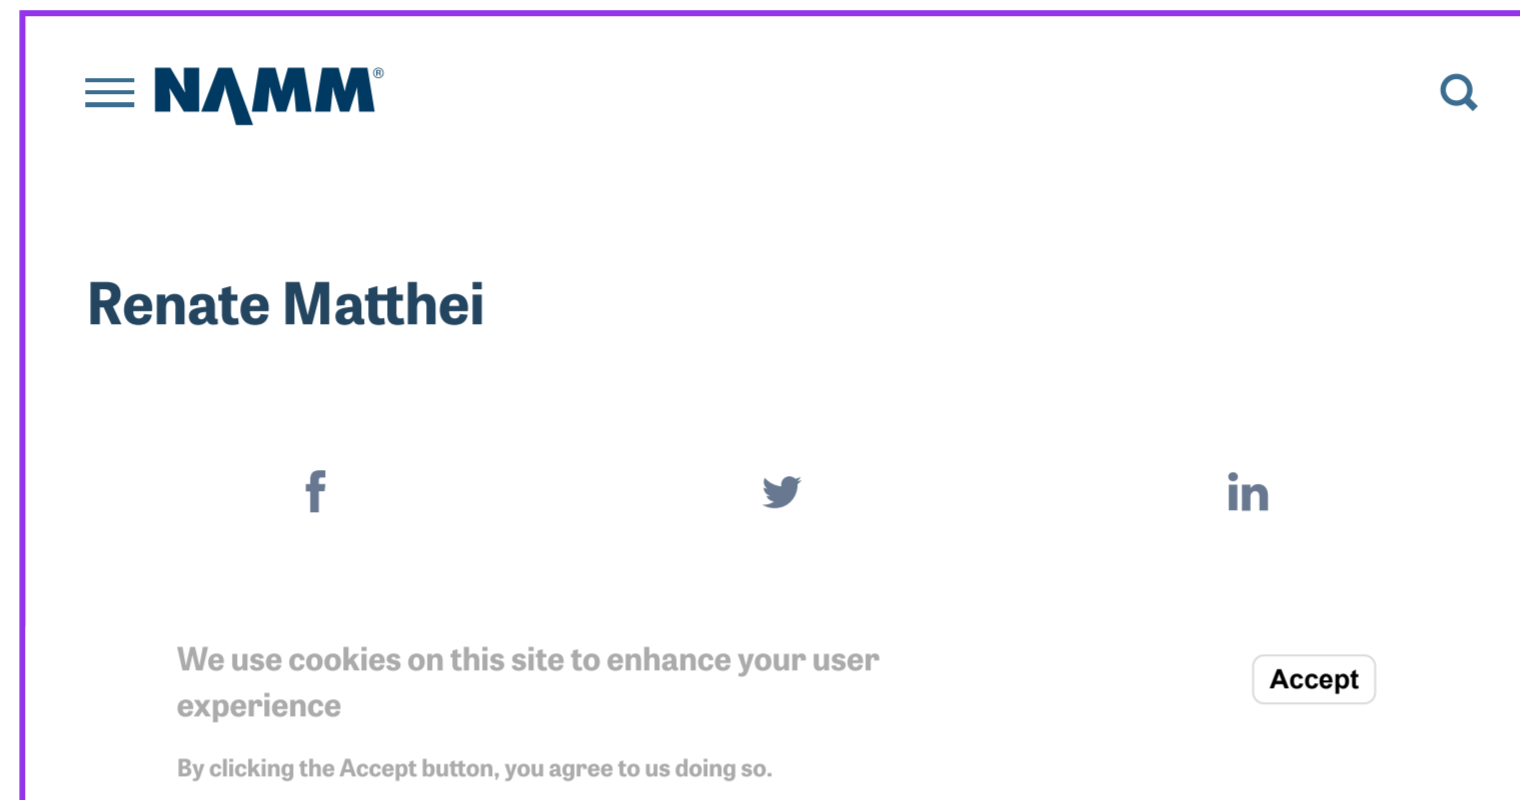 NAMM®
Renate Matthei
We use cookies on this site to enhance your user
experience
Accept
By clicking the Accept button, you agree to us doing so.